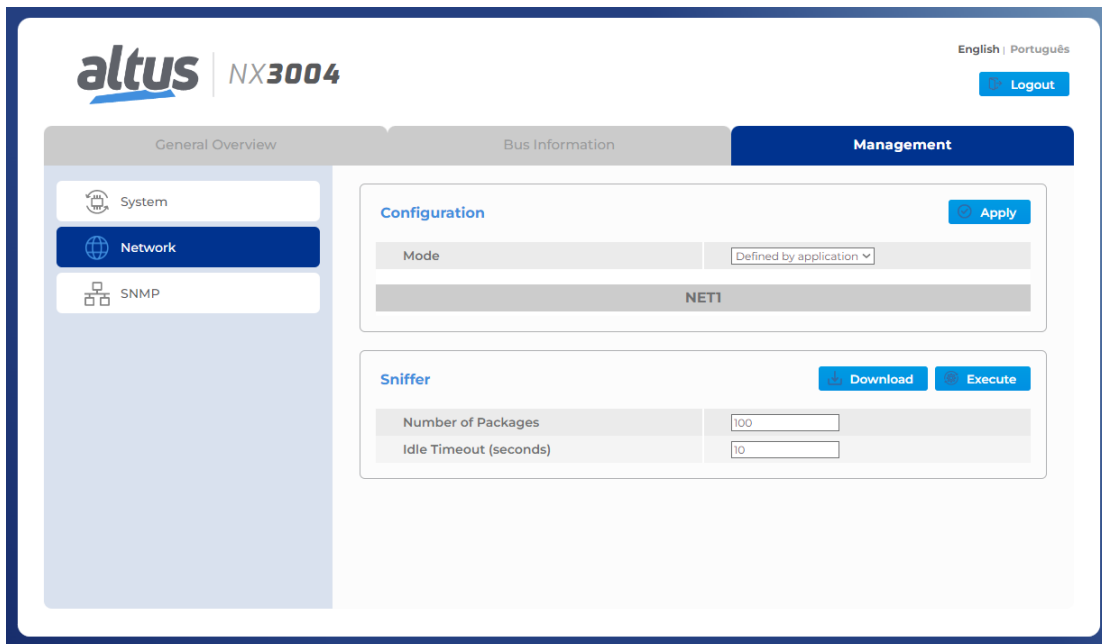 English | Português
altus NX3004
Logout
General Overview Bus Information Management
System
Network
SNMP
Configuration Apply
Mode Defined by application
NET1
Sniffer Download Execute
Number of Packages 100
Idle Timeout (seconds) 10